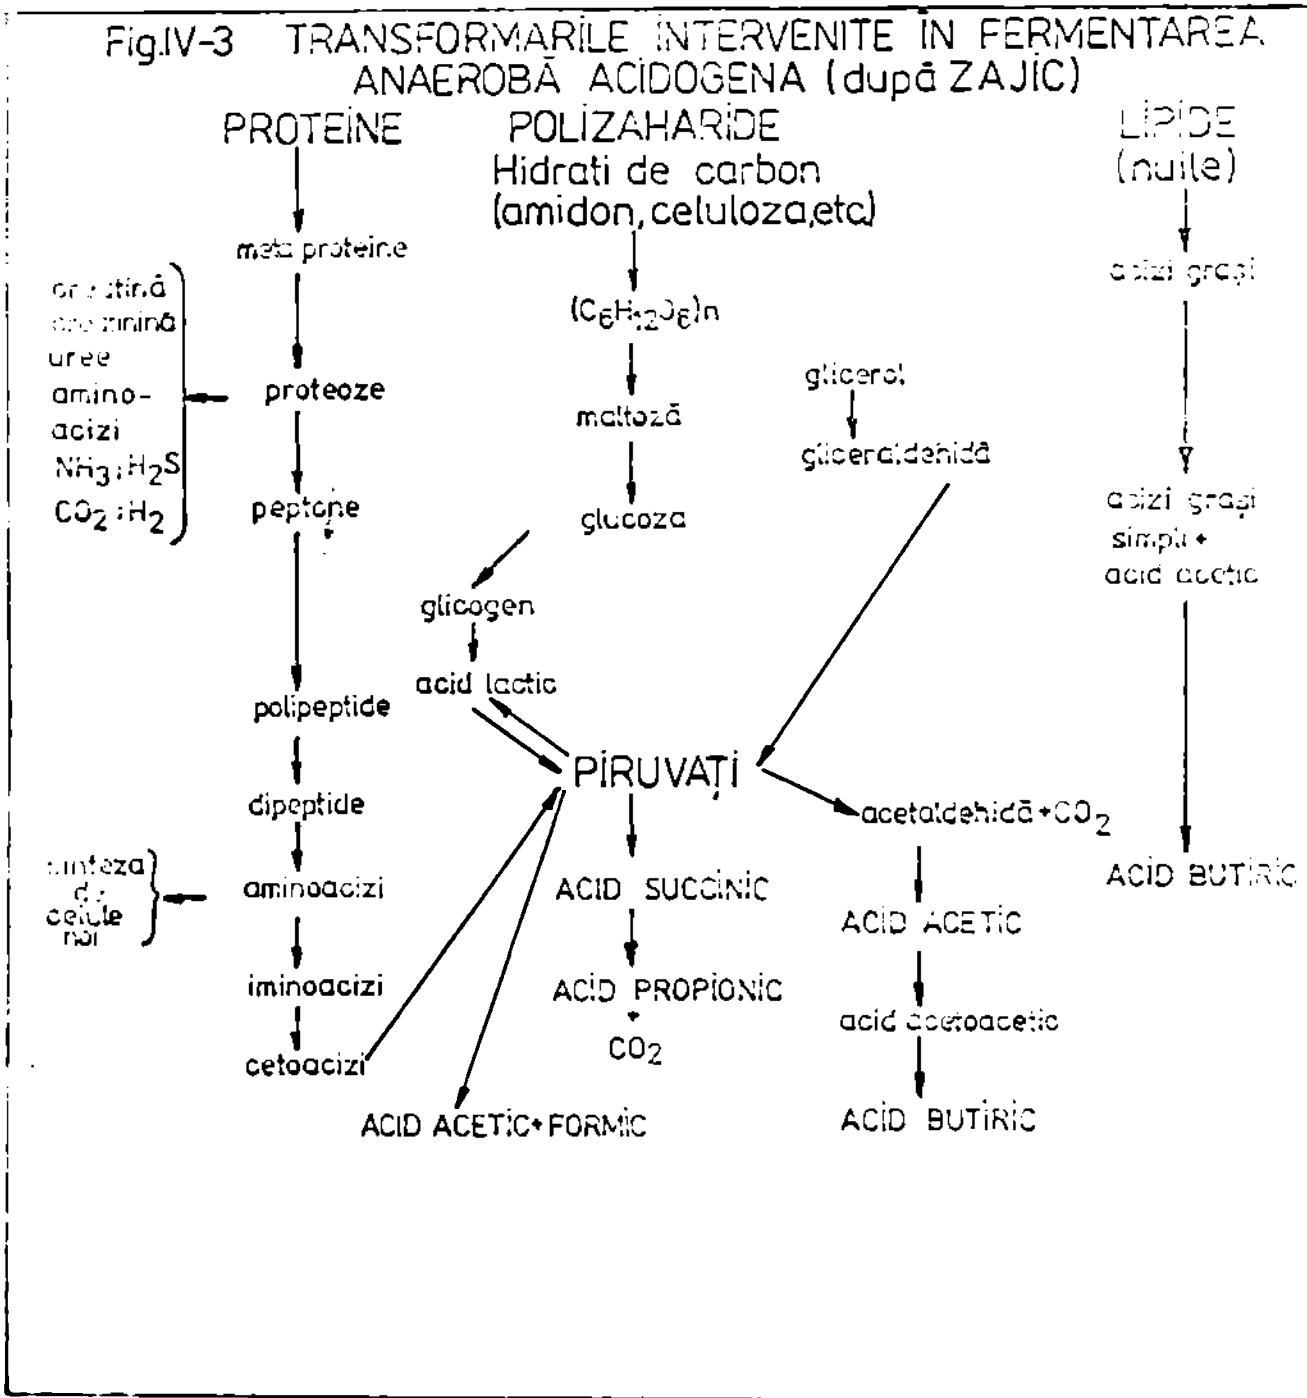 Fig.IV-3 TRANSFORMARILE INTERVENITE IN FERMENTAREA
ANAEROBĂ ACIDOGENA (după ZAJIC)
PROTEINE
meta proteine
proteoze
uree
amino-
acizi
NH3; H2S
CO2; H2
peptone
polipeptide
dipeptide
aminoacizi
celule
noi
iminoacizi
cetoacizi
POLIZAHARIDE
Hidrati de carbon
(amidon, celuloza, etc)
(C6H12O6)n
maltoză
glucoza
glicogen
acid lactic
glicerol
gliceraldehidă
PIRUVAȚI
ACID SUCCINIC
ACID PROPIONIC
+
CO2
ACID ACETIC+FORMIC
acetaldehidă+CO2
ACID ACETIC
acid acetoacetic
ACID BUTIRIC
LIPIDE
acizi grași
acizi grași
simpli +
acid acetic
ACID BUTIRIC